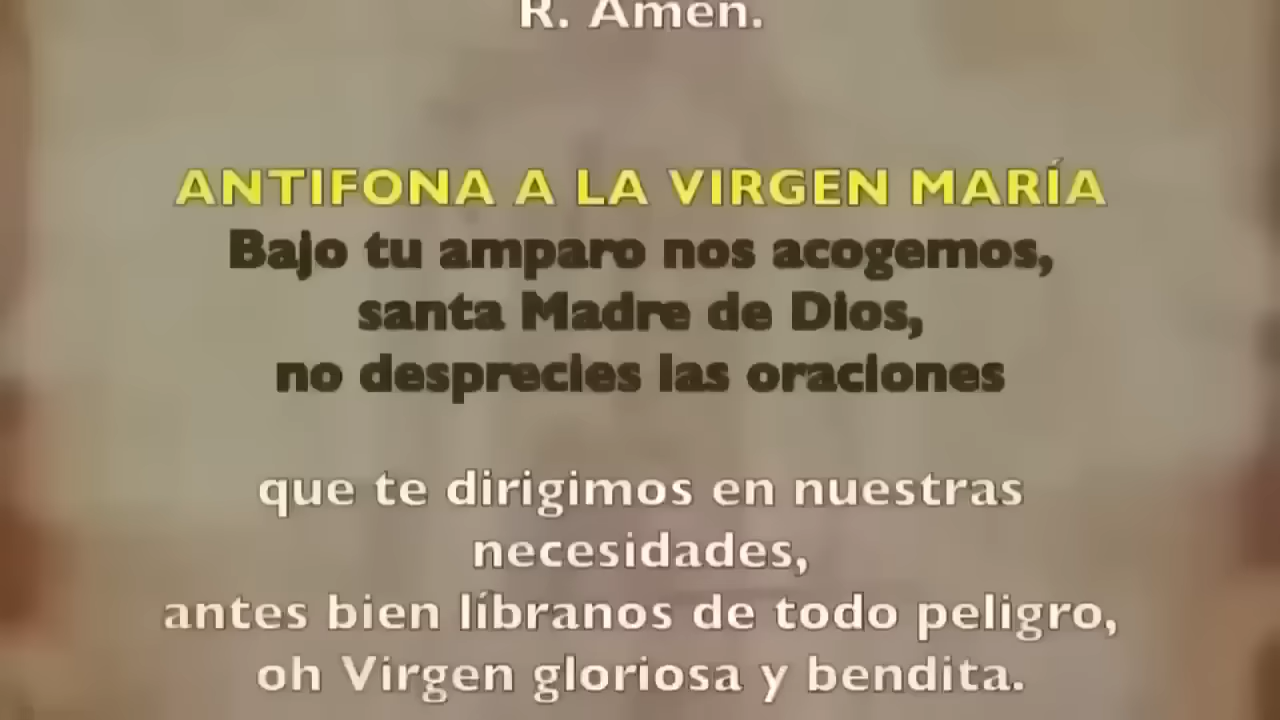 R. Amén.
ANTIFONA A LA VIRGEN MARÍA
Bajo tu amparo nos acogemos,
santa Madre de Dios,
no desprecies las oraciones
que te dirigimos en nuestras
necesidades,
antes bien líbranos de todo peligro,
oh Virgen gloriosa y bendita.